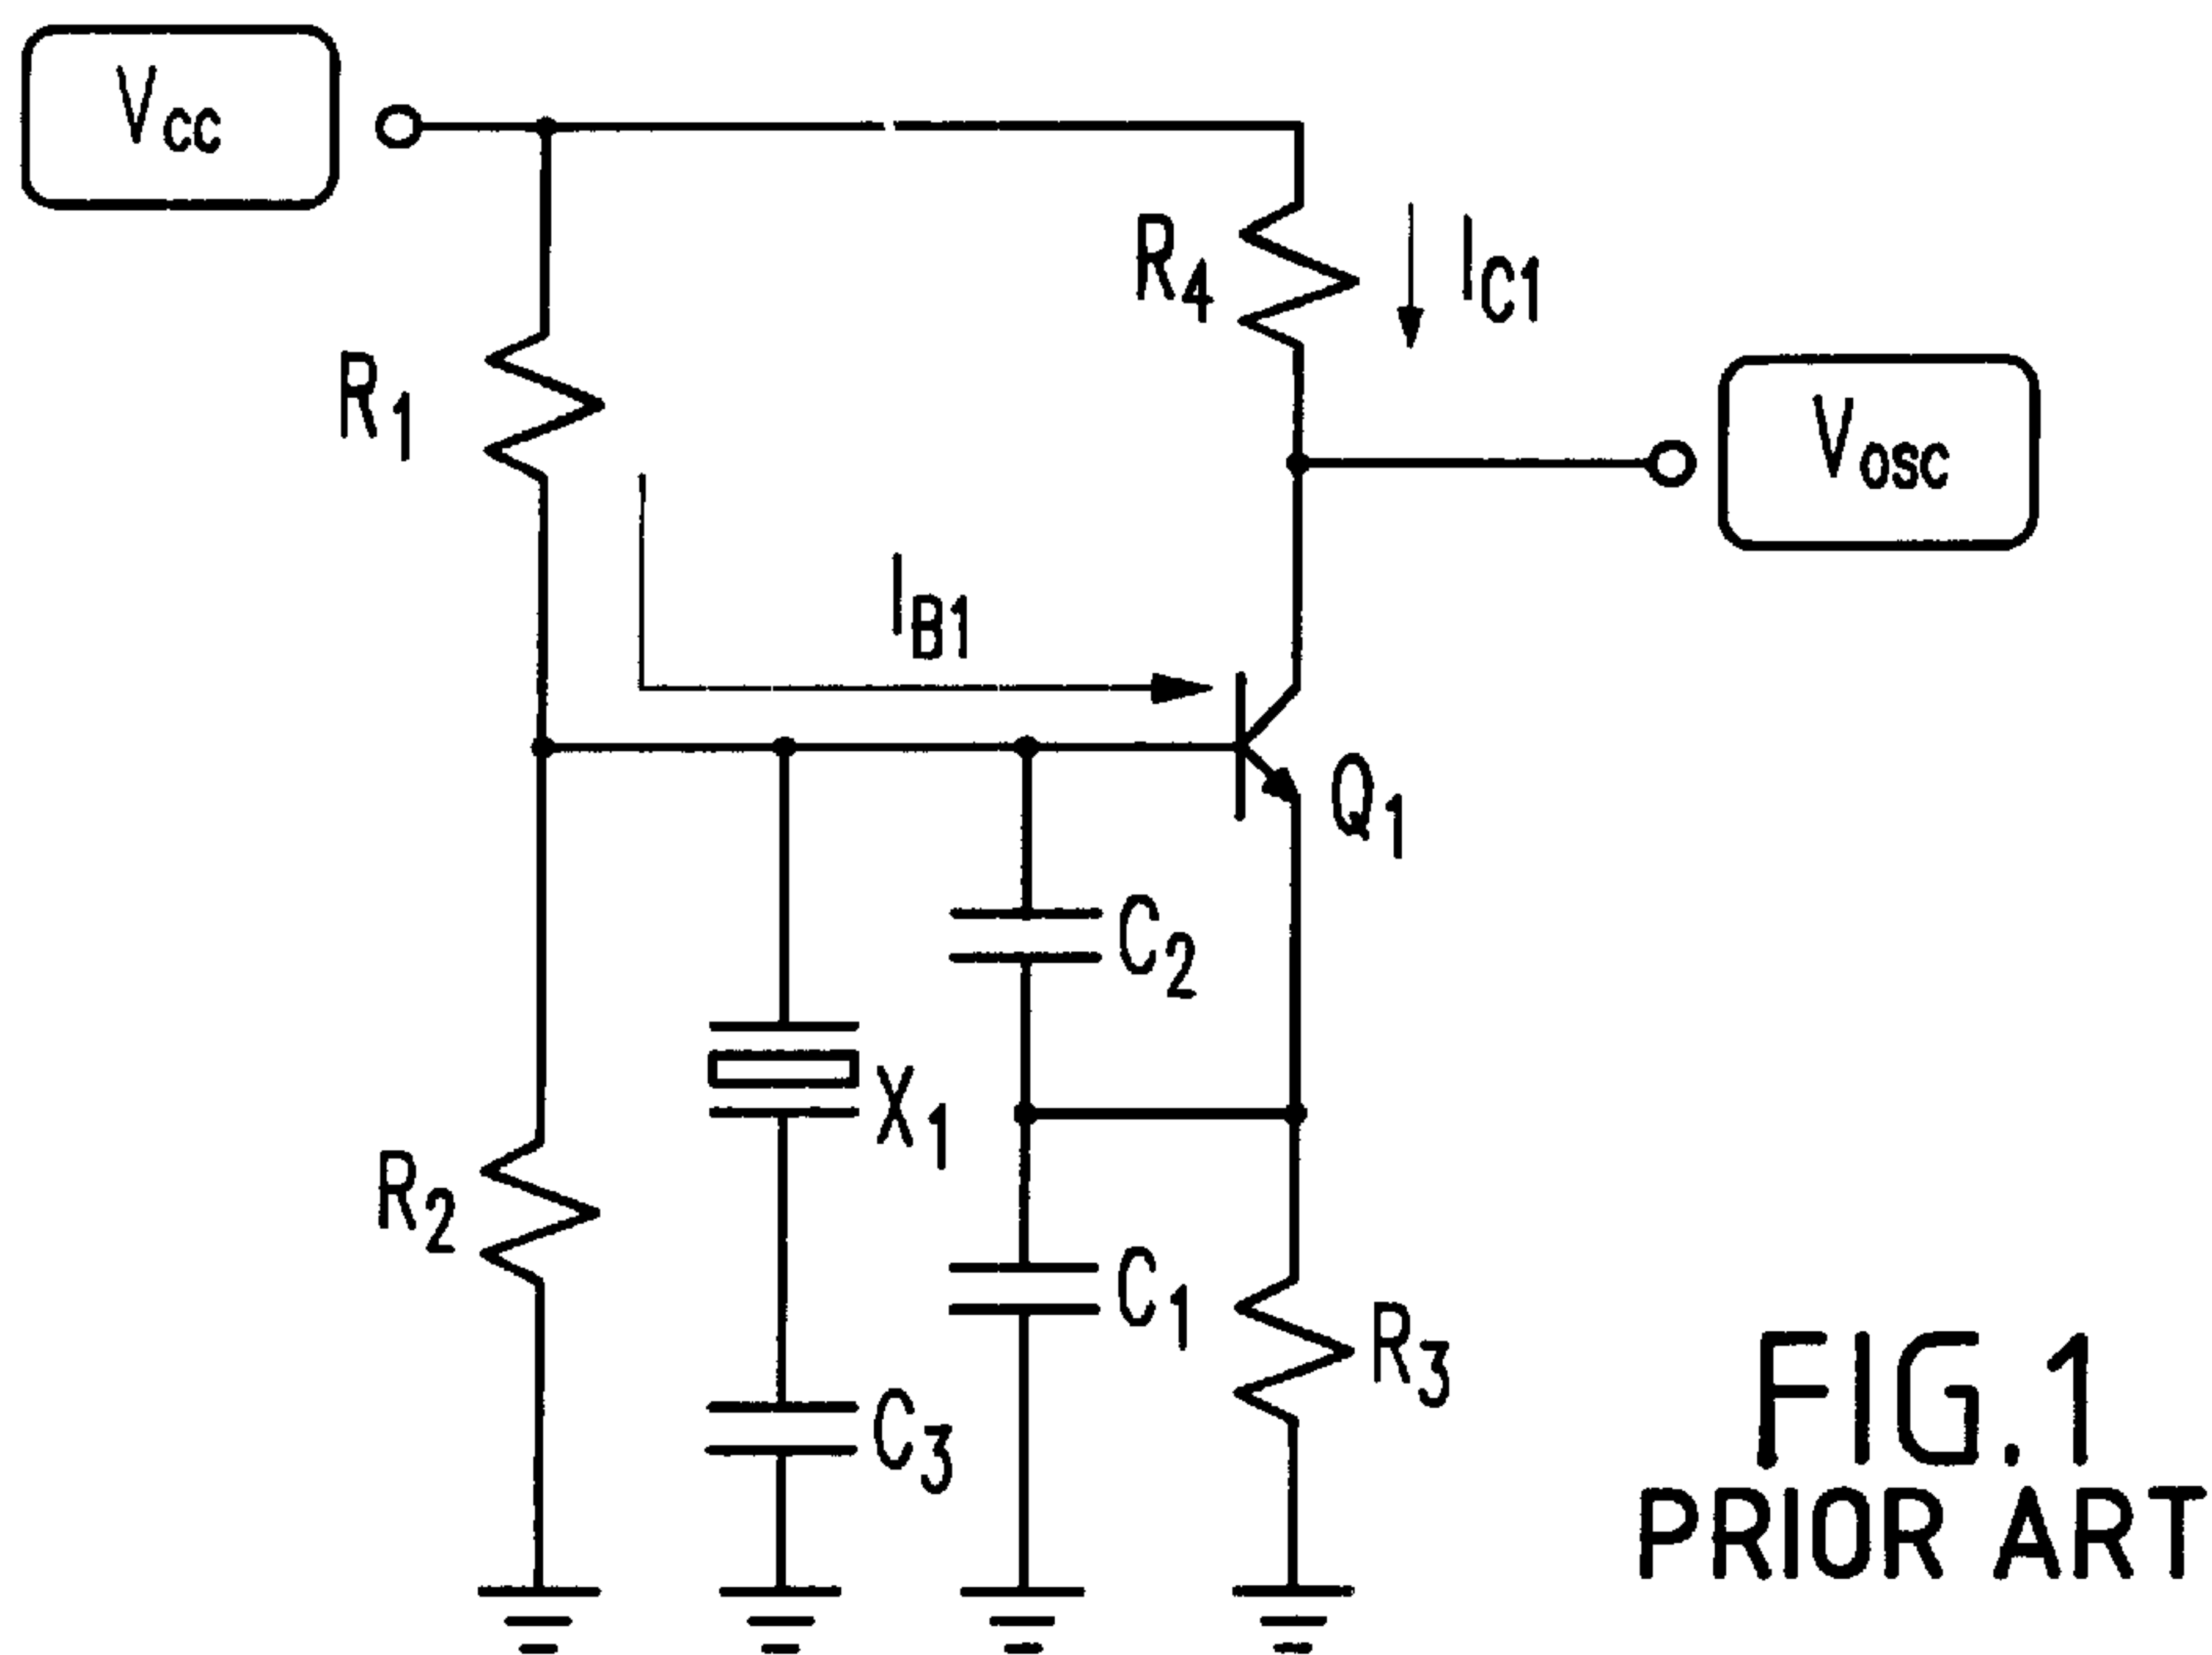 Vcc
R4
IC1
R1
Vosc
IB1
Q1
C2
X1
R2
C1
R3
C3
FIG.1
PRIOR ART